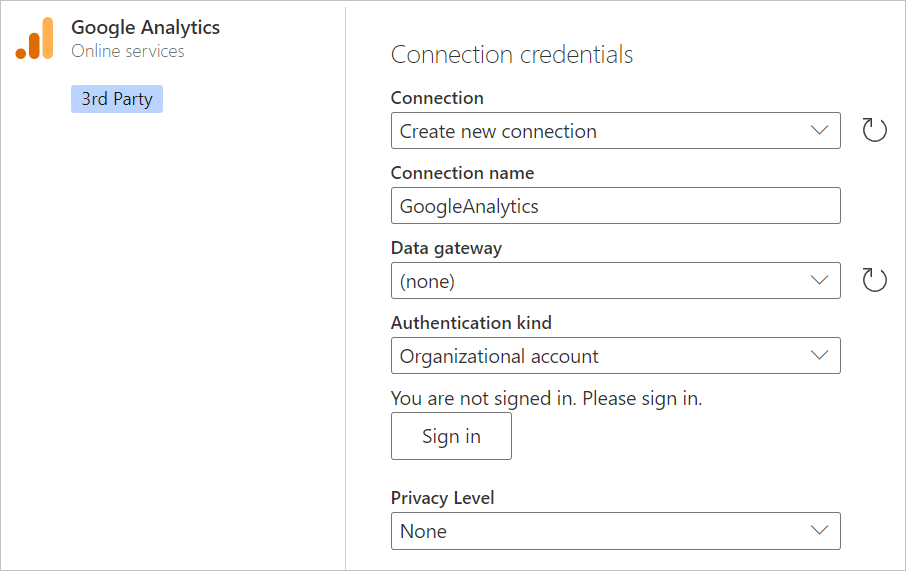 Google Analytics
Online services
3rd Party
Connection credentials
Connection
Create new connection
Connection name
GoogleAnalytics
Data gateway
(none)
Authentication kind
Organizational account
You are not signed in. Please sign in.
Sign in
Privacy Level
None